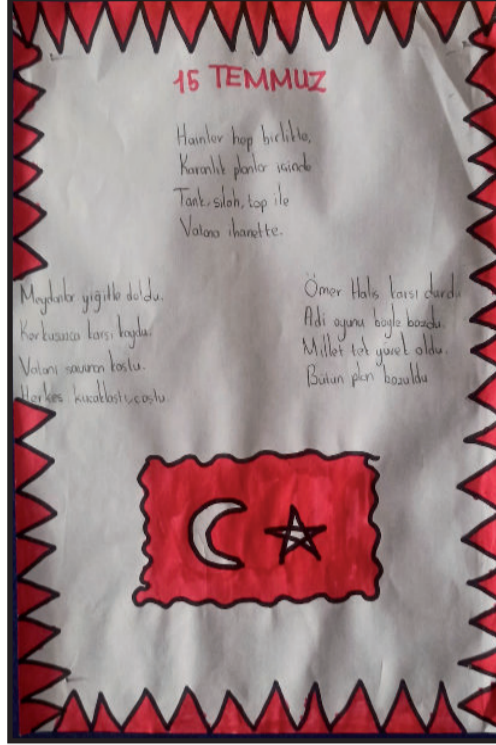 15 TEMMUZ
Hainler hep birlikte,
Karanlık planlar içinde
Tank, silah, top ile
Vatana ihanette.
Meydanlar yiğitle doldu.
Korkusuzca karşı koydu.
Vatanı savunan koştu.
Herkes kucaklaştı, coştu.
Ömer Halis karşı durdu
Adi oyunu böyle bozdu.
Millet tek yürek oldu.
Bütün plan bozuldu